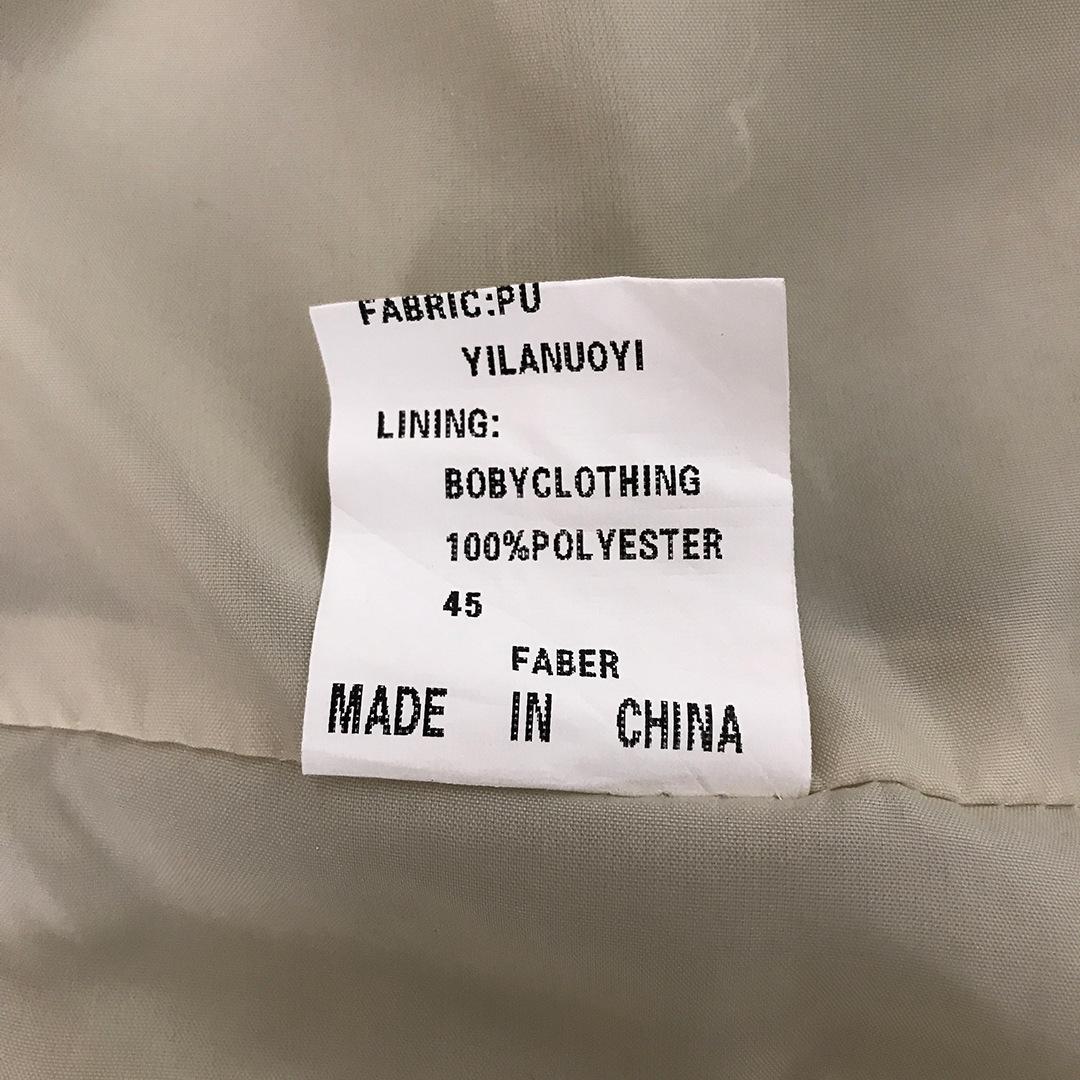 FABRIC:PU
YILANUOYI
LINING:
BOBYCLOTHING
100%POLYESTER
45
FABER
MADE IN CHINA